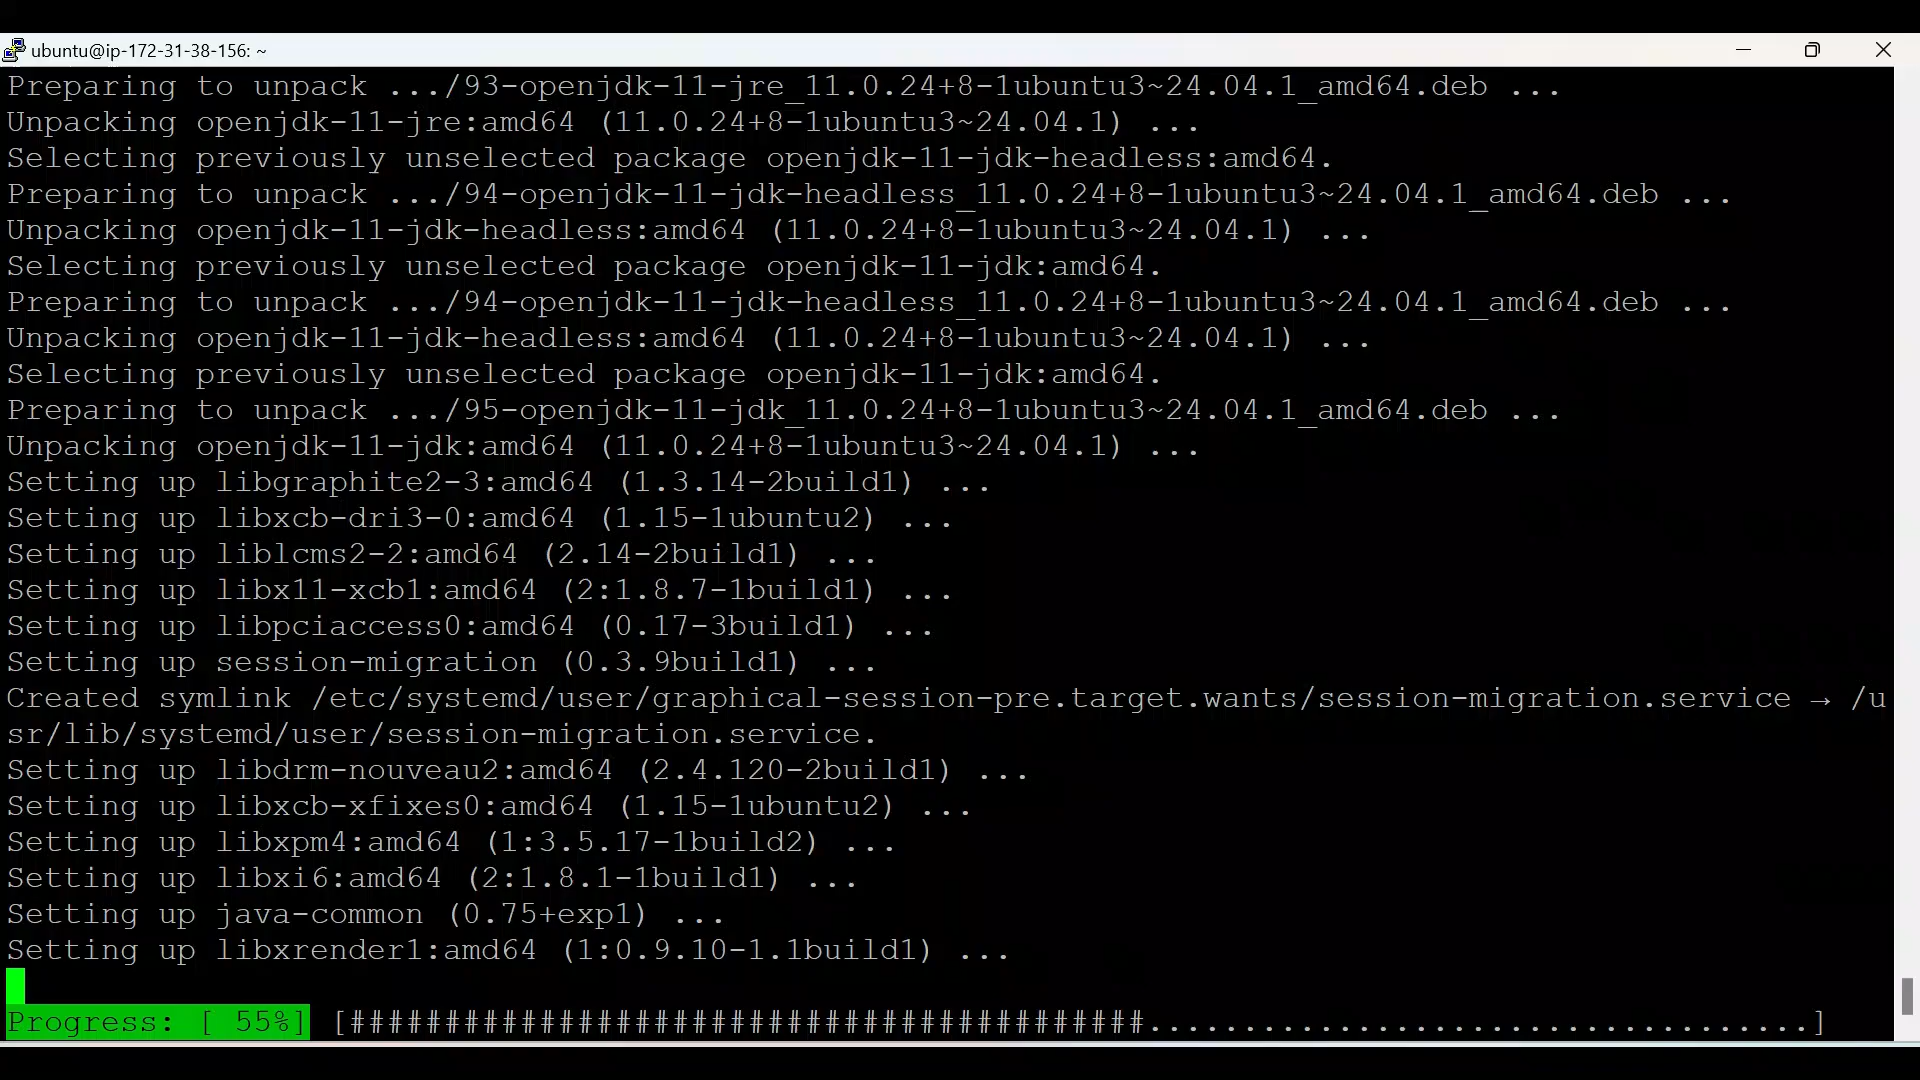 ubuntu@ip-172-31-38-156: ~
Preparing to unpack .../93-openjdk-11-jre_11.0.24+8-1ubuntu3~24.04.1_amd64.deb ...
Unpacking openjdk-11-jre:amd64 (11.0.24+8-1ubuntu3~24.04.1) ...
Selecting previously unselected package openjdk-11-jdk-headless:amd64.
Preparing to unpack .../94-openjdk-11-jdk-headless_11.0.24+8-1ubuntu3~24.04.1_amd64.deb ...
Unpacking openjdk-11-jdk-headless:amd64 (11.0.24+8-1ubuntu3~24.04.1) ...
Selecting previously unselected package openjdk-11-jdk:amd64.
Preparing to unpack .../94-openjdk-11-jdk-headless_11.0.24+8-1ubuntu3~24.04.1_amd64.deb ...
Unpacking openjdk-11-jdk-headless:amd64 (11.0.24+8-1ubuntu3~24.04.1) ...
Selecting previously unselected package openjdk-11-jdk:amd64.
Preparing to unpack .../95-openjdk-11-jdk_11.0.24+8-1ubuntu3~24.04.1_amd64.deb ...
Unpacking openjdk-11-jdk:amd64 (11.0.24+8-1ubuntu3~24.04.1) ...
Setting up libgraphite2-3:amd64 (1.3.14-2build1) ...
Setting up libxcb-dri3-0:amd64 (1.15-1ubuntu2) ...
Setting up liblcms2-2:amd64 (2.14-2build1) ...
Setting up libx11-xcb1:amd64 (2:1.8.7-1build1) ...
Setting up libpciaccess0:amd64 (0.17-3build1) ...
Setting up session-migration (0.3.9build1) ...
Created symlink /etc/systemd/user/graphical-session-pre.target.wants/session-migration.service → /u
sr/lib/systemd/user/session-migration.service.
Setting up libdrm-nouveau2:amd64 (2.4.120-2build1) ...
Setting up libxcb-xfixes0:amd64 (1.15-1ubuntu2) ...
Setting up libxpm4:amd64 (1:3.5.17-1build2) ...
Setting up libxi6:amd64 (2:1.8.1-1build1) ...
Setting up java-common (0.75+exp1) ...
Setting up libxrender1:amd64 (1:0.9.10-1.1build1) ...
Progress: [ 55%] [##########################################...................................]